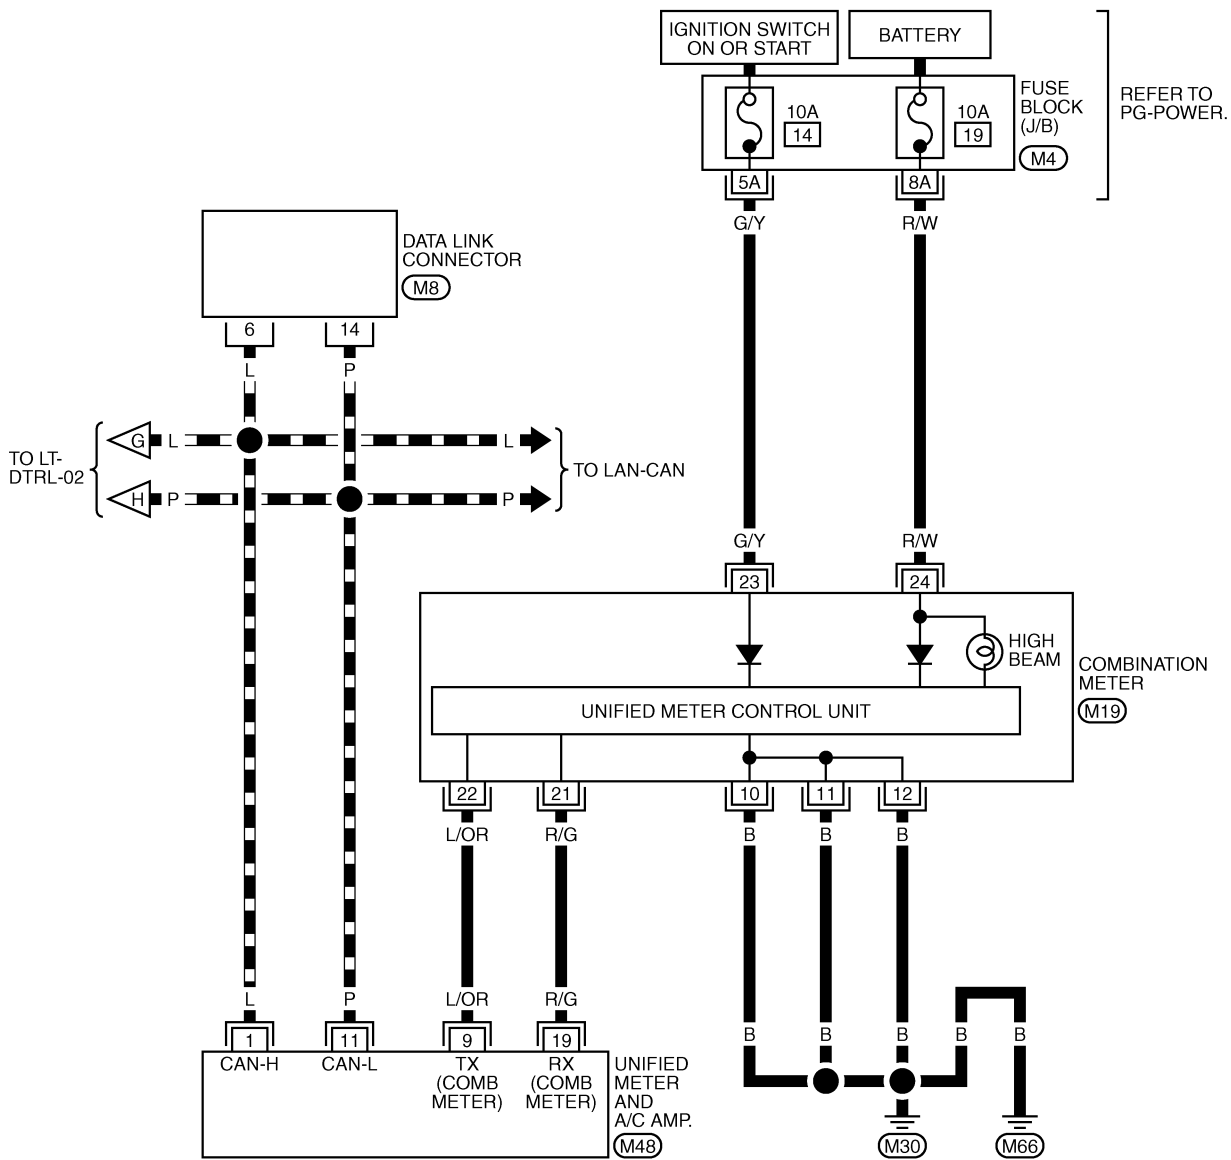 IGNITION SWITCH
ON OR START
BATTERY
FUSE
BLOCK
(J/B)
M4
REFER TO
PG-POWER.
10A
14
10A
19
5A
8A
G/Y
R/W
DATA LINK
CONNECTOR
M8
6
14
L
P
TO LT-
DTRL-02
G
L
L
H
P
P
TO LAN-CAN
G/Y
R/W
23
24
HIGH
BEAM
COMBINATION
METER
M19
UNIFIED METER CONTROL UNIT
22
21
10
11
12
L/OR
R/G
B
B
B
L
P
L/OR
R/G
B
B
B
B
B
1
11
9
19
CAN-H
CAN-L
TX
(COMB
METER)
RX
(COMB
METER)
UNIFIED
METER
AND
A/C AMP.
M48
M30
M66